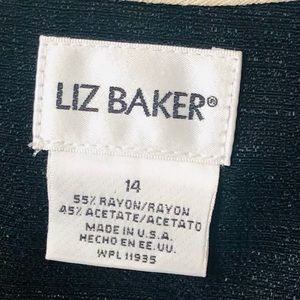 LIZ BAKER®
14
55% RAYON/RAYON
45% ACETATE/ACETATO
MADE IN U.S.A.
HECHO EN EE.UU.
WPL 11935